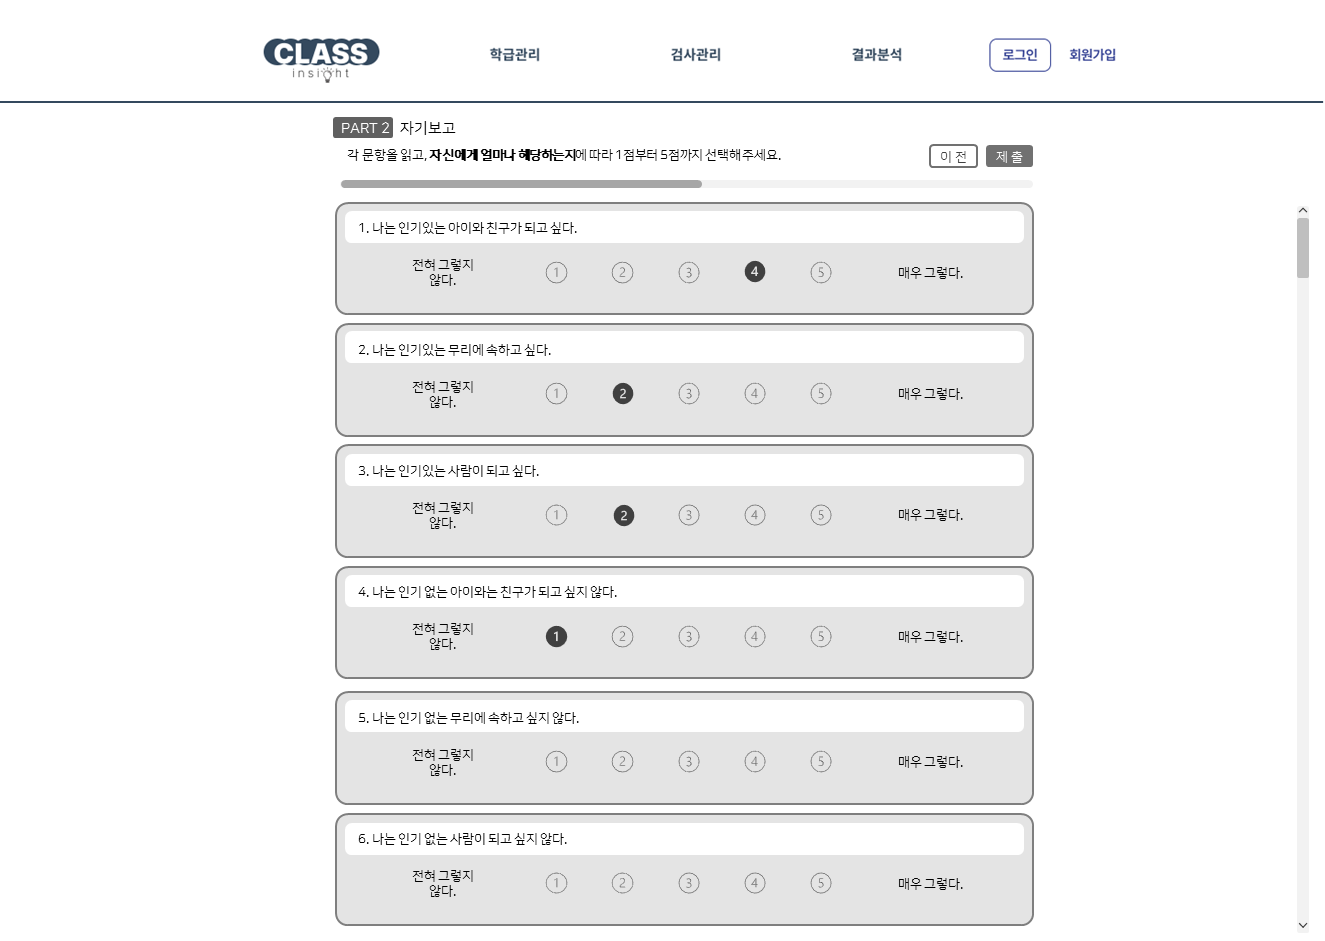 CLASS
insight
학급관리
검사관리
결과분석
로그인
회원가입
PART 2 자기보고
각 문항을 읽고, 자신에게 얼마나 해당하는지에 따라 1점부터 5점까지 선택해주세요.
이 전
제 출
1. 나는 인기있는 아이와 친구가 되고 싶다.
전혀 그렇지
않다.
1 2 3 4 5
매우 그렇다.
2. 나는 인기있는 무리에 속하고 싶다.
전혀 그렇지
않다.
1 2 3 4 5
매우 그렇다.
3. 나는 인기있는 사람이 되고 싶다.
전혀 그렇지
않다.
1 2 3 4 5
매우 그렇다.
4. 나는 인기 없는 아이와는 친구가 되고 싶지 않다.
전혀 그렇지
않다.
1 2 3 4 5
매우 그렇다.
5. 나는 인기 없는 무리에 속하고 싶지 않다.
전혀 그렇지
않다.
1 2 3 4 5
매우 그렇다.
6. 나는 인기 없는 사람이 되고 싶지 않다.
전혀 그렇지
않다.
1 2 3 4 5
매우 그렇다.